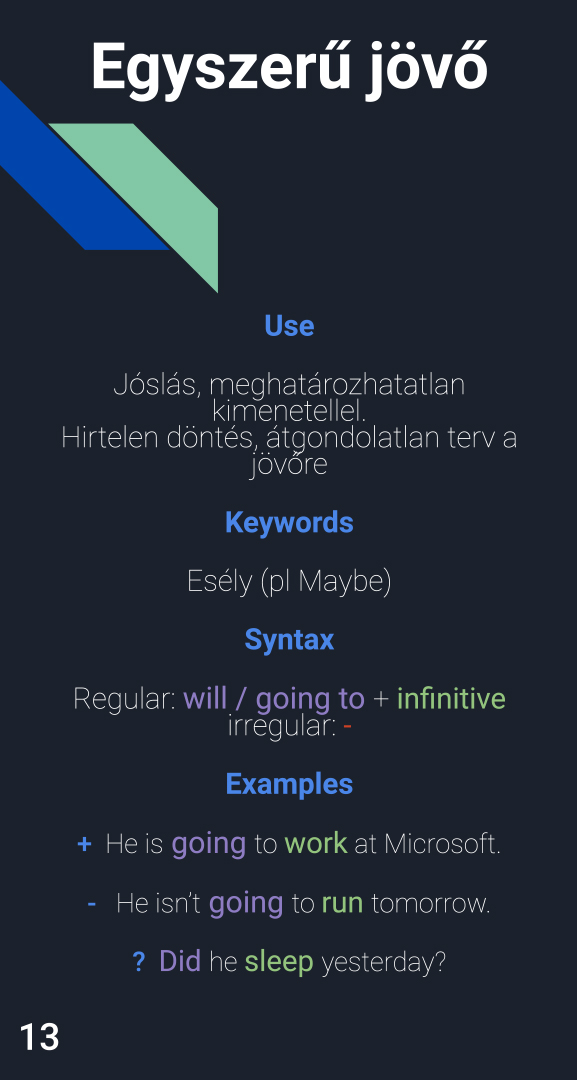 Egyszerű jövő
Use
Jóslás, meghatározhatatlan
kimenetellel.
Hirtelen döntés, átgondolatlan terv a
jövőre
Keywords
Esély (pl Maybe)
Syntax
Regular: will / going to + infinitive
irregular: -
Examples
+ He is going to work at Microsoft.
- He isn't going to run tomorrow.
? Did he sleep yesterday?
13